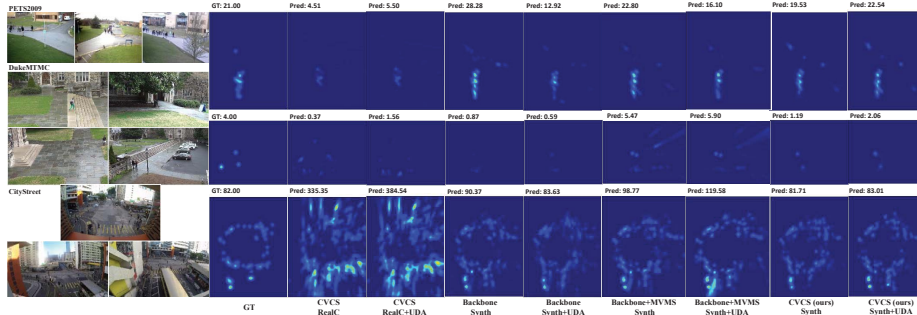 PETS2009
GT: 21.00 Pred: 4.51 Pred: 5.50 Pred: 28.28 Pred: 12.92 Pred: 22.80 Pred: 16.10 Pred: 19.53 Pred: 22.54
DukeMTMC
GT: 4.00 Pred: 0.37 Pred: 1.56 Pred: 0.87 Pred: 0.59 Pred: 5.47 Pred: 5.90 Pred: 1.19 Pred: 2.06
CityStreet
GT: 82.00 Pred: 335.35 Pred: 384.54 Pred: 90.37 Pred: 83.63 Pred: 98.77 Pred: 119.58 Pred: 81.71 Pred: 83.01
GT CVCS CVCS Backbone Backbone Backbone+MVMS Backbone+MVMS CVCS (ours) CVCS (ours)
RealC RealC+UDA Synth Synth+UDA Synth Synth+UDA Synth Synth+UDA